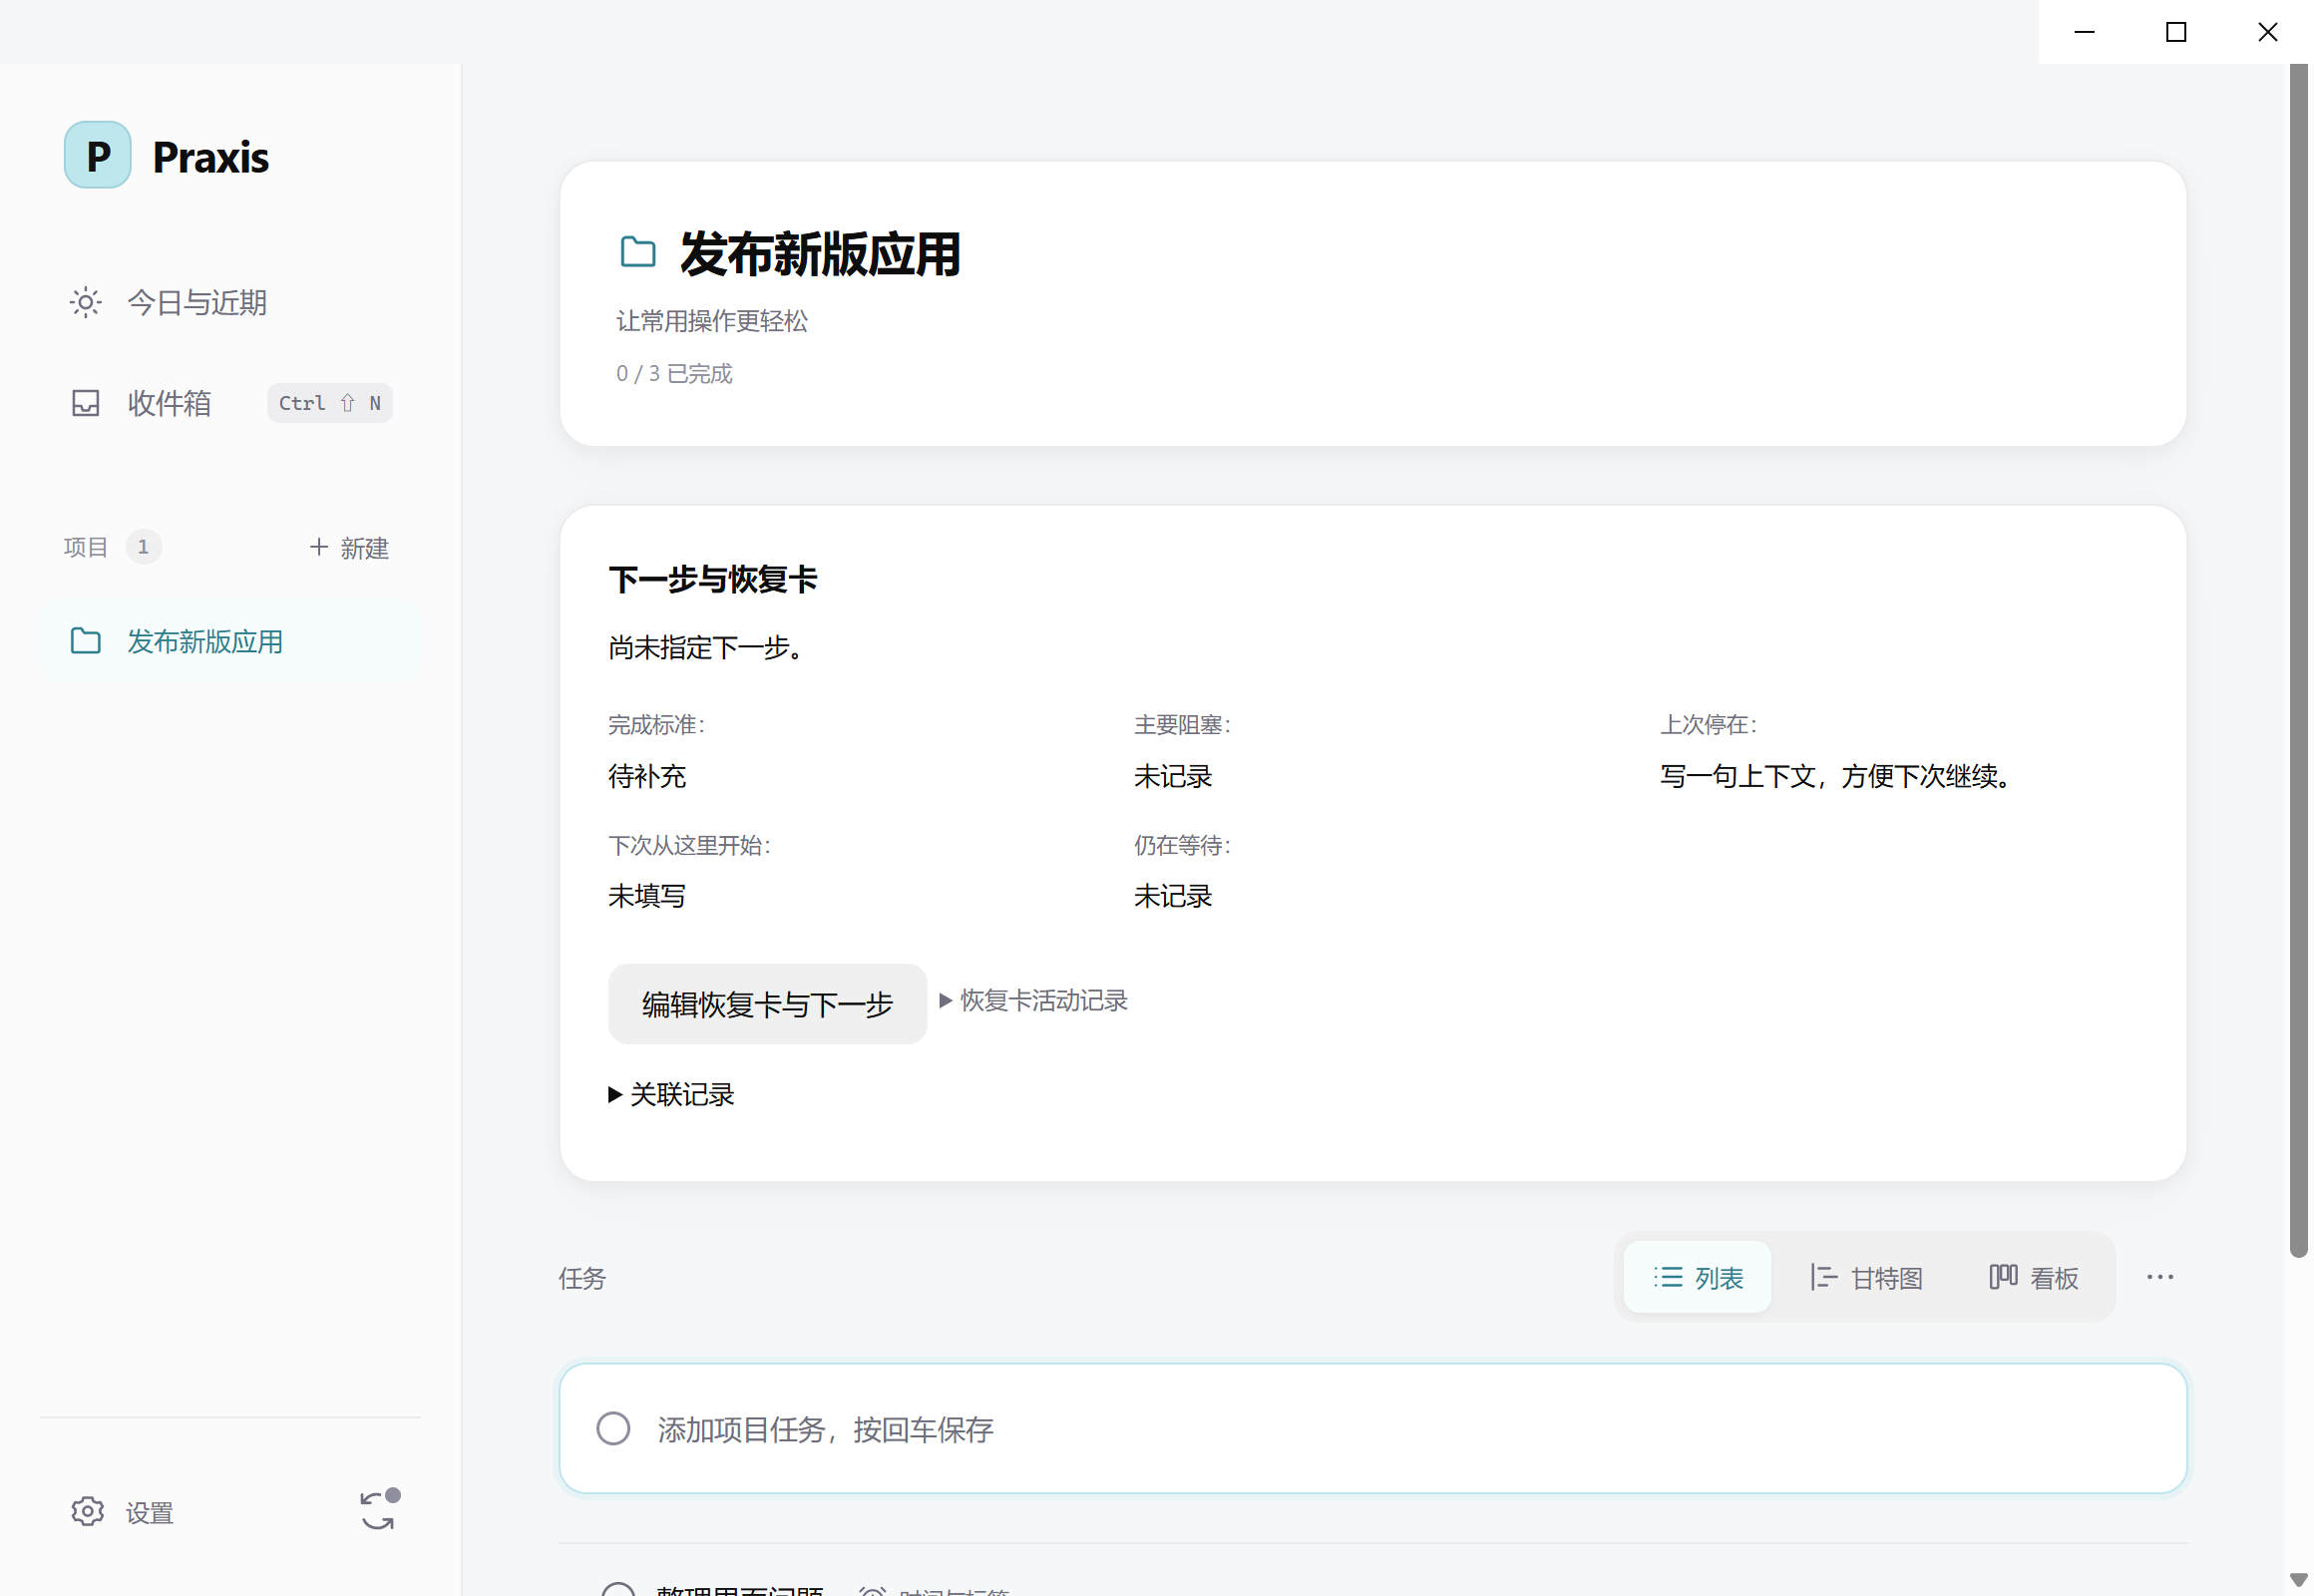 P Praxis
今日与近期
收件箱 Ctrl ⇧ N
项目 1 + 新建
发布新版应用
设置
发布新版应用
让常用操作更轻松
0 / 3 已完成
下一步与恢复卡
尚未指定下一步。
完成标准：
待补充
主要阻塞：
未记录
上次停在：
写一句上下文，方便下次继续。
下次从这里开始：
未填写
仍在等待：
未记录
编辑恢复卡与下一步 ▶ 恢复卡活动记录
▶ 关联记录
任务 列表 甘特图 看板 ···
添加项目任务，按回车保存